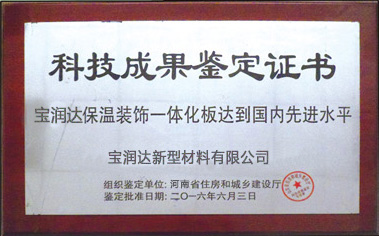 科技成果鉴定证书
宝润达保温装饰一体化板达到国内先进水平
宝润达新型材料有限公司
组织鉴定单位: 河南省住房和城乡建设厅
鉴定批准日期: 二〇一六年六月三日